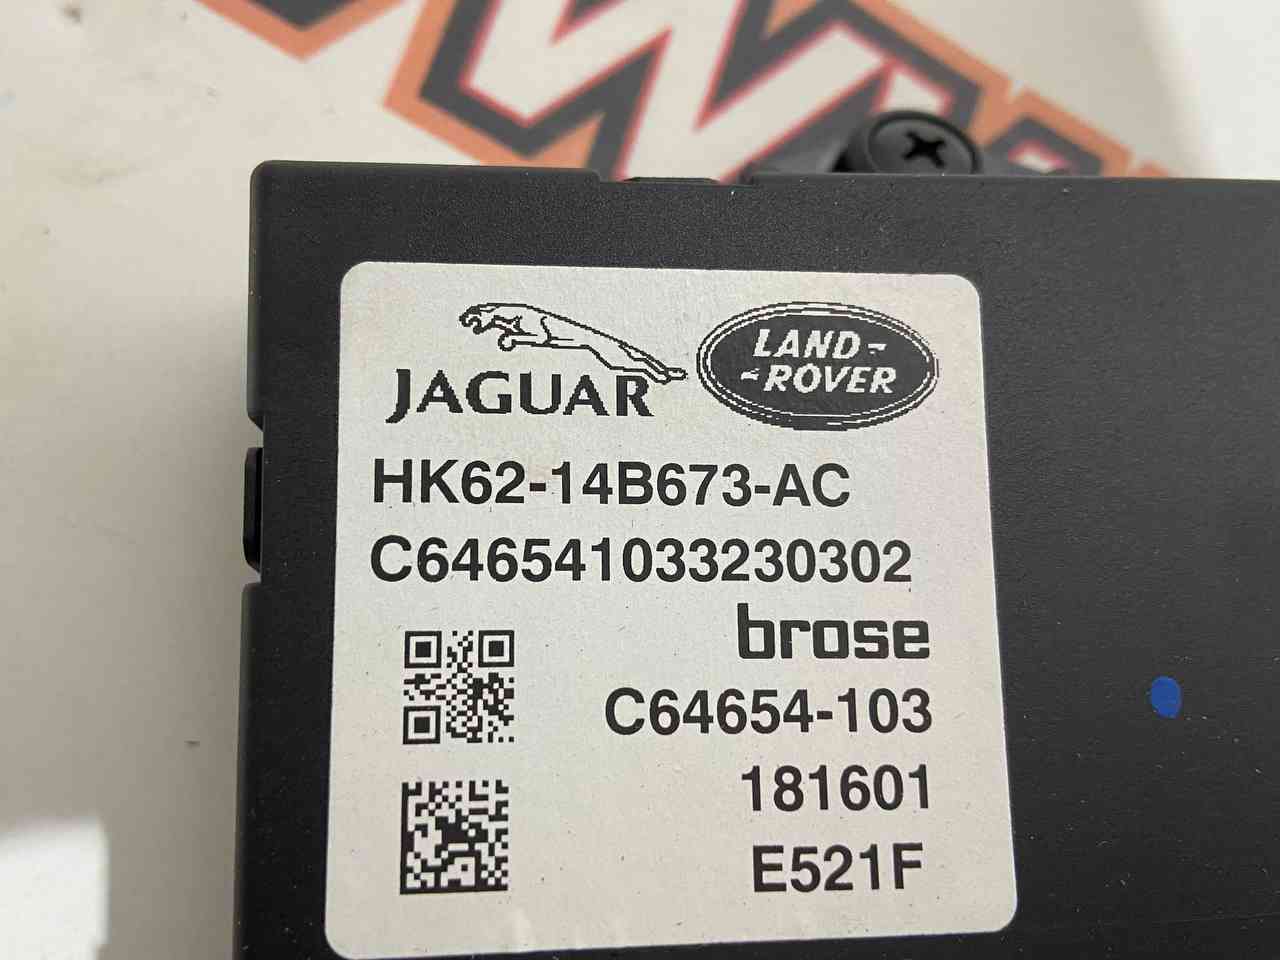 JAGUAR
LAND-
-ROVER
HK62-14B673-AC
C646541033230302
brose
C64654-103
181601
E521F